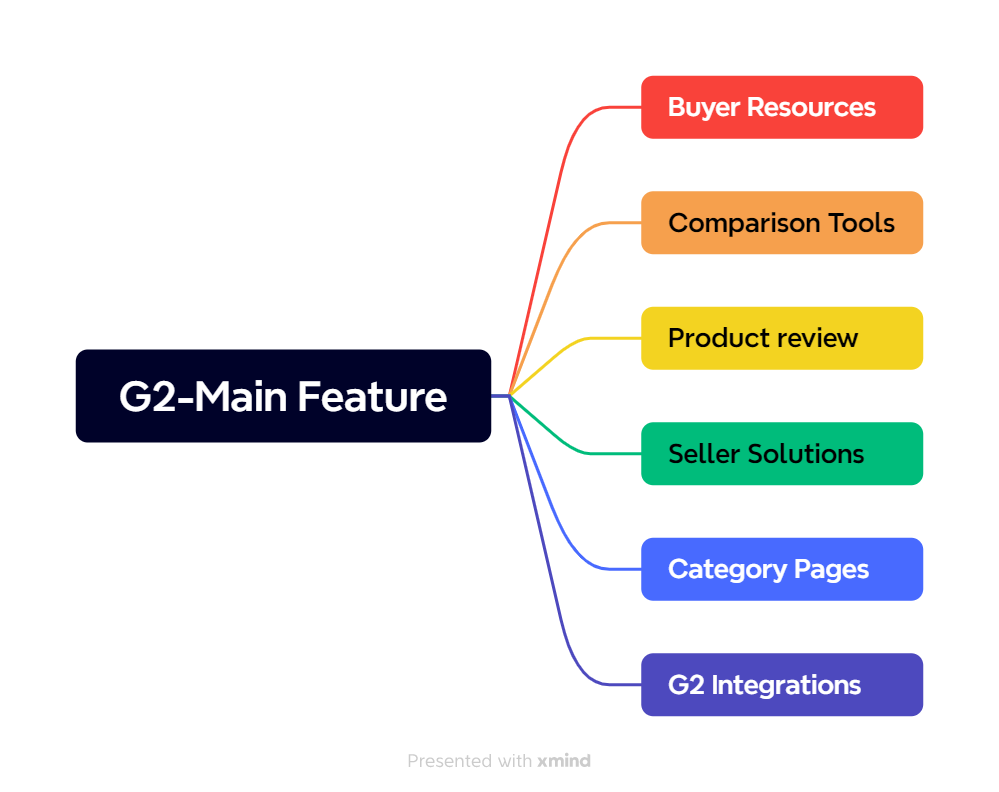 Buyer Resources
Comparison Tools
Product review
G2-Main Feature
Seller Solutions
Category Pages
G2 Integrations
Presented with xmind